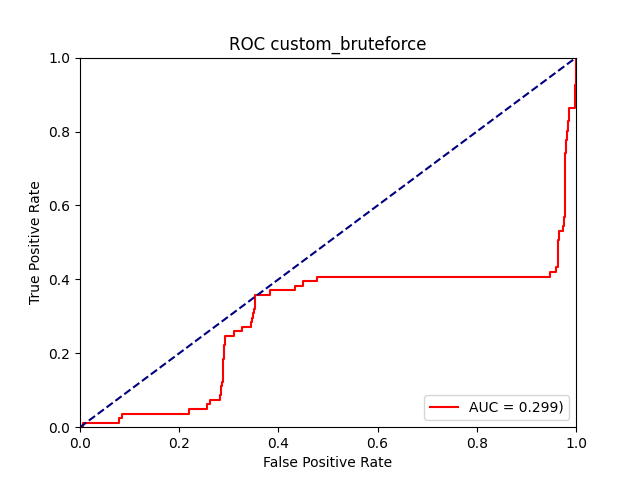 ROC custom_bruteforce
1.0
0.8
0.6
0.4
0.2
0.0
True Positive Rate
AUC = 0.299)
0.0 0.2 0.4 0.6 0.8 1.0
False Positive Rate